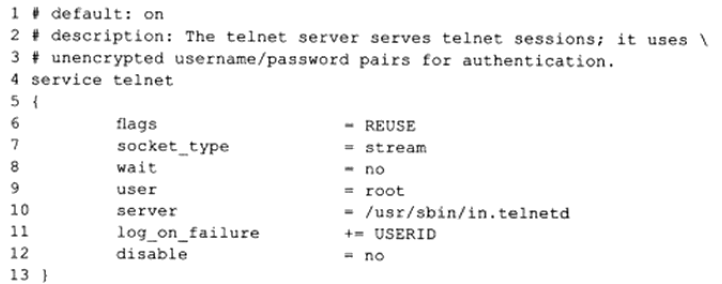 1 # default: on
2 # description: The telnet server serves telnet sessions; it uses \
3 # unencrypted username/password pairs for authentication.
4 service telnet
5 {
6 flags = REUSE
7 socket_type = stream
8 wait = no
9 user = root
10 server = /usr/sbin/in.telnetd
11 log_on_failure += USERID
12 disable = no
13 }